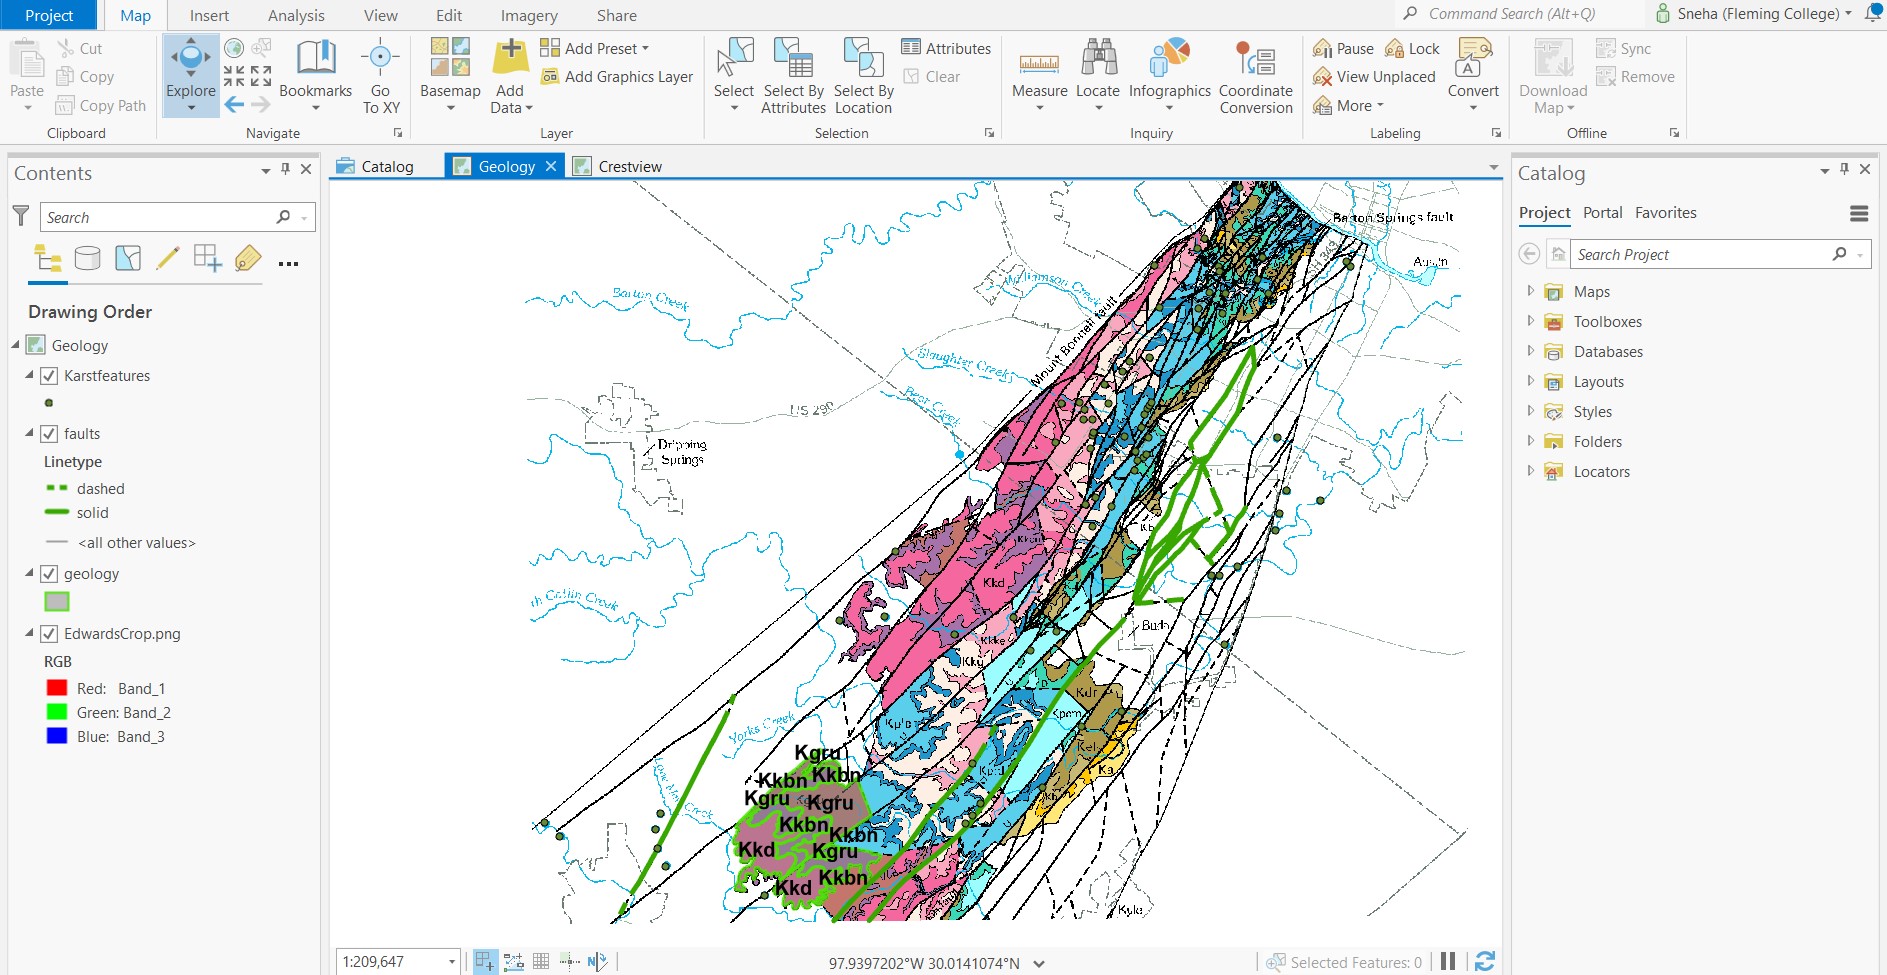 Project Map Insert Analysis View Edit Imagery Share Command Search (Alt+Q) Sneha (Fleming College)
Paste Cut Copy Copy Path
Clipboard
Explore Bookmarks Go To XY
Navigate
Basemap Add Data Add Preset Add Graphics Layer
Layer
Select Select By Attributes Select By Location Attributes Clear
Selection
Measure Locate Infographics Coordinate Conversion
Inquiry
Pause Lock View Unplaced More Convert
Labeling
Download Map Sync Remove
Offline
Contents
Search
Drawing Order
Geology
Karstfeatures
faults
Linetype
dashed
solid
<all other values>
geology
EdwardsCrop.png
RGB
Red: Band_1
Green: Band_2
Blue: Band_3
Catalog Geology Crestview
Barton Springs fault
Austin
Barton Creek
Williamson Creek
Mount Bonnell fault
Slaughter Creek
Bear Creek
US 290
Dripping
Springs
Kkd
Kkke
Buda
Kdr
Yorks Creek
Kgru
Kkbn Kkbn
Kgru Kgru
Kkbn
Kkbn
Kkd Kgru
Kkbn
Kkd
Kyle
1:209,647
97.9397202°W 30.0141074°N
Selected Features: 0
Catalog
Project Portal Favorites
Search Project
Maps
Toolboxes
Databases
Layouts
Styles
Folders
Locators